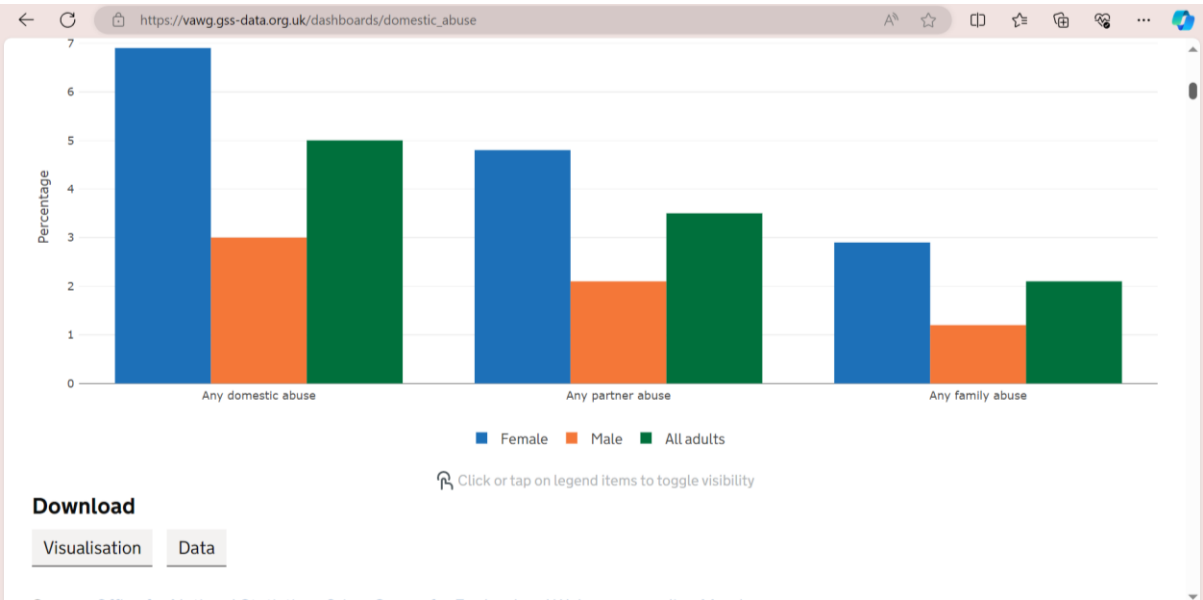 https://vawg.gss-data.org.uk/dashboards/domestic_abuse
7
6
5
4
3
2
1
0
Percentage
Any domestic abuse Any partner abuse Any family abuse
Female Male All adults
Click or tap on legend items to toggle visibility
Download
Visualisation Data